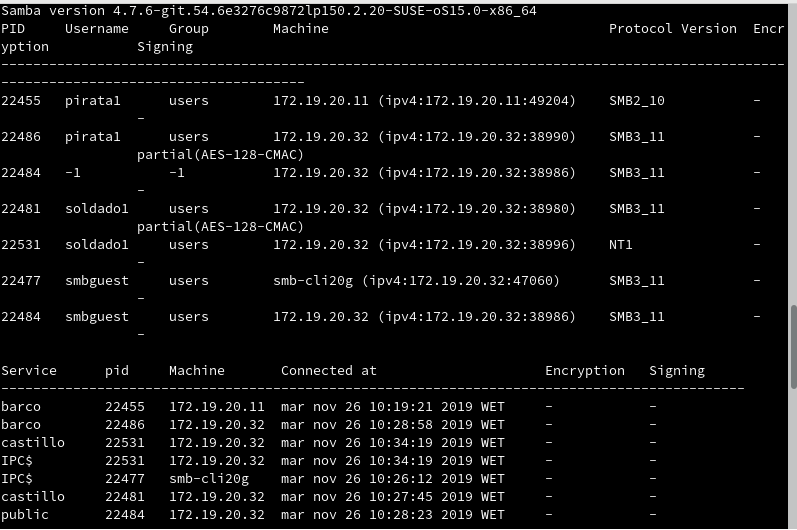 Samba version 4.7.6-git.54.6e3276c9872lp150.2.20-SUSE-oS15.0-x86_64
PID     Username     Group        Machine                                   Protocol Version  Encr
yption           Signing
--------------------------------------------------------------------------------------------------
--------------------------------------
22455   pirata1      users        172.19.20.11 (ipv4:172.19.20.11:49204)    SMB2_10           -
                 -
22486   pirata1      users        172.19.20.32 (ipv4:172.19.20.32:38990)    SMB3_11           -
                 partial(AES-128-CMAC)
22484   -1           -1           172.19.20.32 (ipv4:172.19.20.32:38986)    SMB3_11           -
                 -
22481   soldado1     users        172.19.20.32 (ipv4:172.19.20.32:38980)    SMB3_11           -
                 partial(AES-128-CMAC)
22531   soldado1     users        172.19.20.32 (ipv4:172.19.20.32:38996)    NT1               -
                 -
22477   smbguest     users        smb-cli20g (ipv4:172.19.20.32:47060)      SMB3_11           -
                 -
22484   smbguest     users        172.19.20.32 (ipv4:172.19.20.32:38986)    SMB3_11           -
                 -
Service      pid     Machine       Connected at                     Encryption   Signing
---------------------------------------------------------------------------------------------
barco        22455   172.19.20.11  mar nov 26 10:19:21 2019 WET     -            -
barco        22486   172.19.20.32  mar nov 26 10:28:58 2019 WET     -            -
castillo     22531   172.19.20.32  mar nov 26 10:34:19 2019 WET     -            -
IPC$         22531   172.19.20.32  mar nov 26 10:34:19 2019 WET     -            -
IPC$         22477   smb-cli20g    mar nov 26 10:26:12 2019 WET     -            -
castillo     22481   172.19.20.32  mar nov 26 10:27:45 2019 WET     -            -
public       22484   172.19.20.32  mar nov 26 10:28:23 2019 WET     -            -